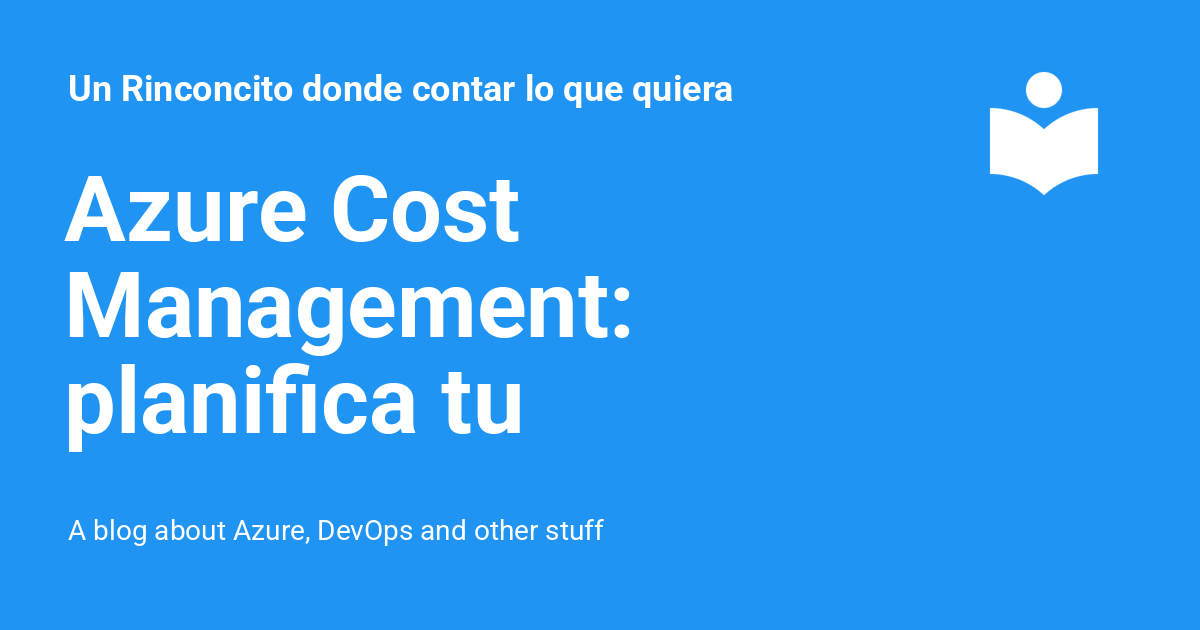 Un Rinconcito donde contar lo que quiera
Azure Cost
Management:
planifica tu
A blog about Azure, DevOps and other stuff